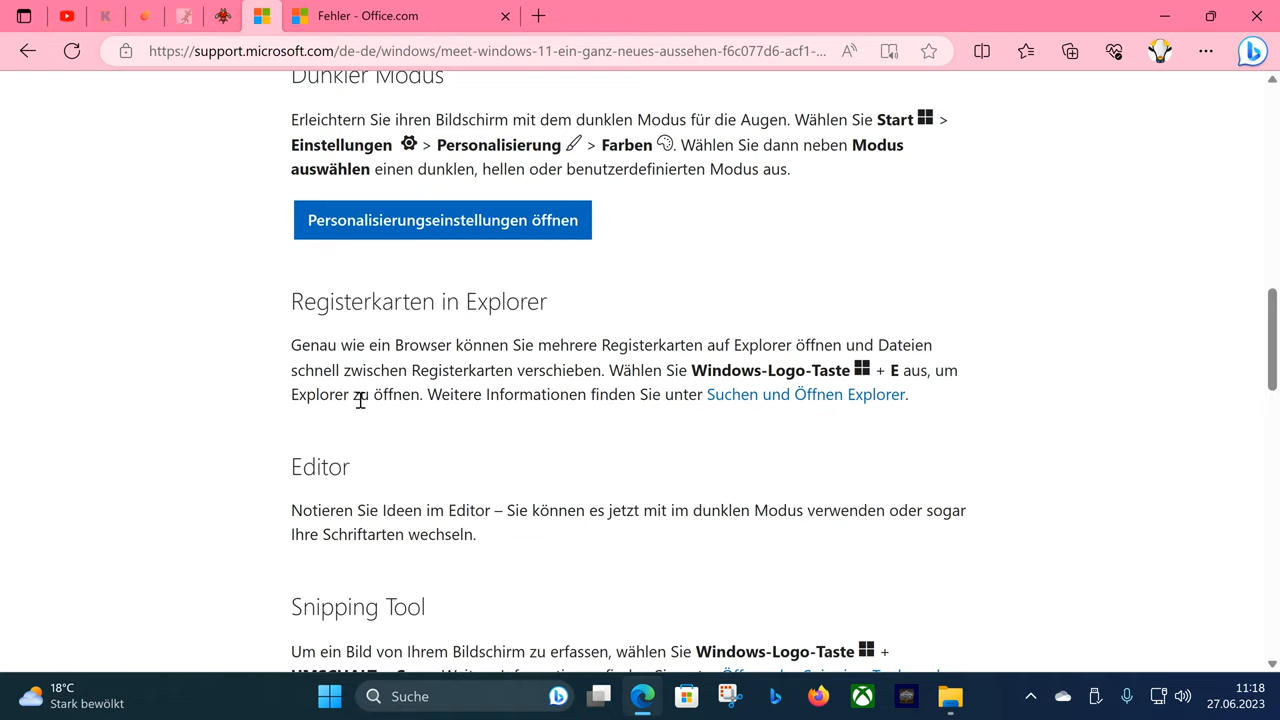 Fehler - Office.com
https://support.microsoft.com/de-de/windows/meet-windows-11-ein-ganz-neues-aussehen-f6c077d6-acf1-...
Dunkler Modus
Erleichtern Sie ihren Bildschirm mit dem dunklen Modus für die Augen. Wählen Sie Start >
Einstellungen > Personalisierung > Farben. Wählen Sie dann neben Modus
auswählen einen dunklen, hellen oder benutzerdefinierten Modus aus.
Personalisierungseinstellungen öffnen
Registerkarten in Explorer
Genau wie ein Browser können Sie mehrere Registerkarten auf Explorer öffnen und Dateien
schnell zwischen Registerkarten verschieben. Wählen Sie Windows-Logo-Taste + E aus, um
Explorer zu öffnen. Weitere Informationen finden Sie unter Suchen und Öffnen Explorer.
Editor
Notieren Sie Ideen im Editor – Sie können es jetzt mit im dunklen Modus verwenden oder sogar
Ihre Schriftarten wechseln.
Snipping Tool
Um ein Bild von Ihrem Bildschirm zu erfassen, wählen Sie Windows-Logo-Taste +
18°C
Stark bewölkt
Suche
11:18
27.06.2023